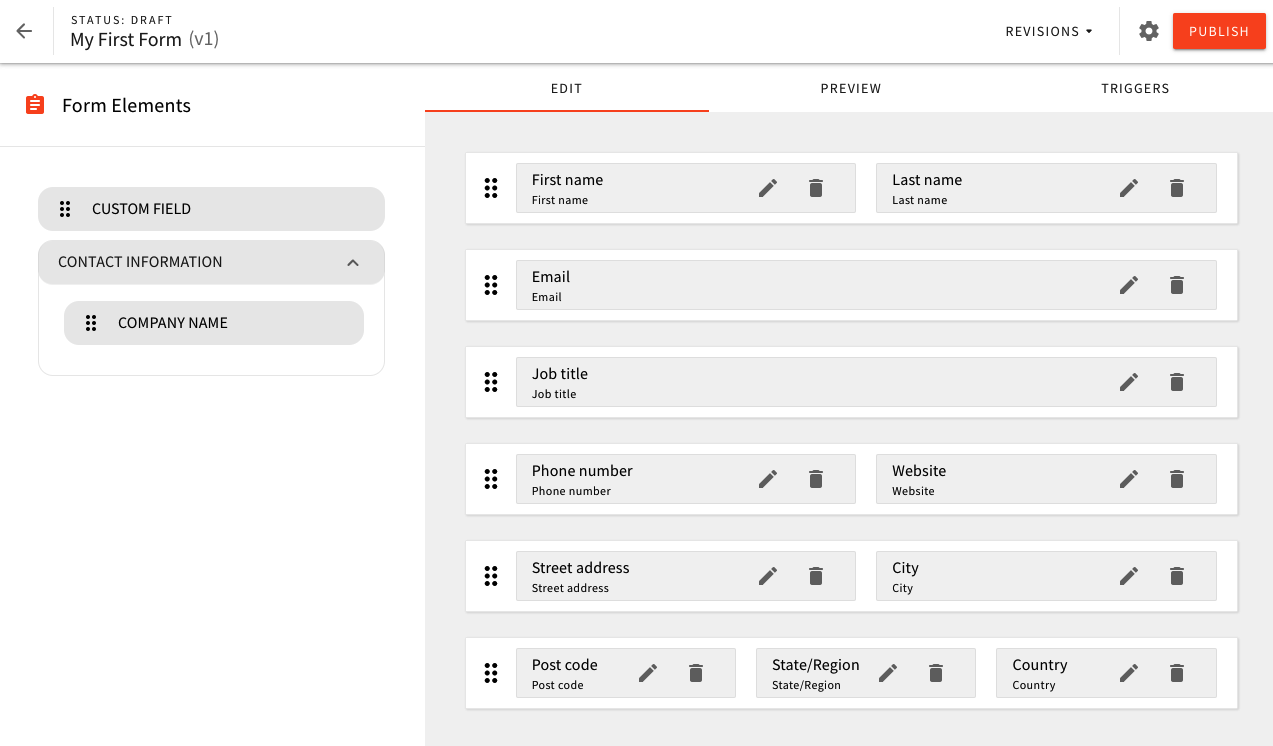 STATUS: DRAFT
My First Form (v1)
REVISIONS
PUBLISH
Form Elements
EDIT
PREVIEW
TRIGGERS
CUSTOM FIELD
CONTACT INFORMATION
COMPANY NAME
First name
First name
Last name
Last name
Email
Email
Job title
Job title
Phone number
Phone number
Website
Website
Street address
Street address
City
City
Post code
Post code
State/Region
State/Region
Country
Country